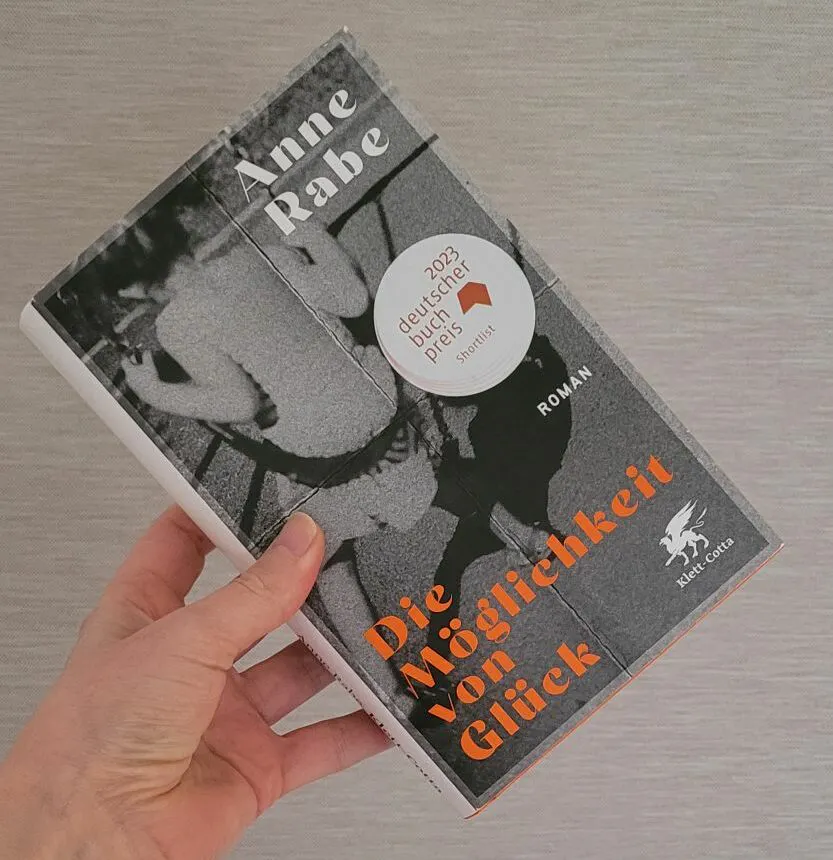 Anne
Rabe
2023
deutscher
buch
preis
Shortlist
ROMAN
Die
Möglichkeit
von
Glück
Klett-Cotta